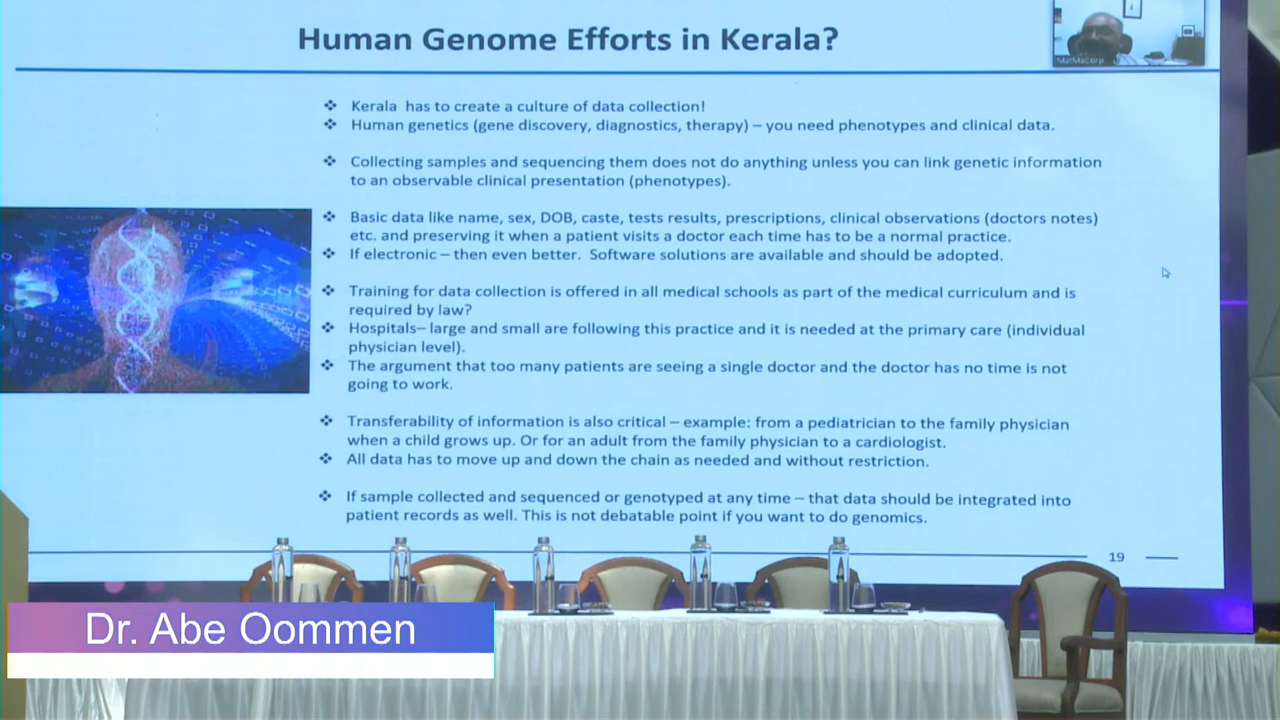 Human Genome Efforts in Kerala?
MatMaCorp
❖ Kerala has to create a culture of data collection!
❖ Human genetics (gene discovery, diagnostics, therapy) – you need phenotypes and clinical data.
❖ Collecting samples and sequencing them does not do anything unless you can link genetic information
to an observable clinical presentation (phenotypes).
❖ Basic data like name, sex, DOB, caste, tests results, prescriptions, clinical observations (doctors notes)
etc. and preserving it when a patient visits a doctor each time has to be a normal practice.
❖ If electronic – then even better. Software solutions are available and should be adopted.
❖ Training for data collection is offered in all medical schools as part of the medical curriculum and is
required by law?
❖ Hospitals– large and small are following this practice and it is needed at the primary care (individual
physician level).
❖ The argument that too many patients are seeing a single doctor and the doctor has no time is not
going to work.
❖ Transferability of information is also critical – example: from a pediatrician to the family physician
when a child grows up. Or for an adult from the family physician to a cardiologist.
❖ All data has to move up and down the chain as needed and without restriction.
❖ If sample collected and sequenced or genotyped at any time – that data should be integrated into
patient records as well. This is not debatable point if you want to do genomics.
19
Dr. Abe Oommen